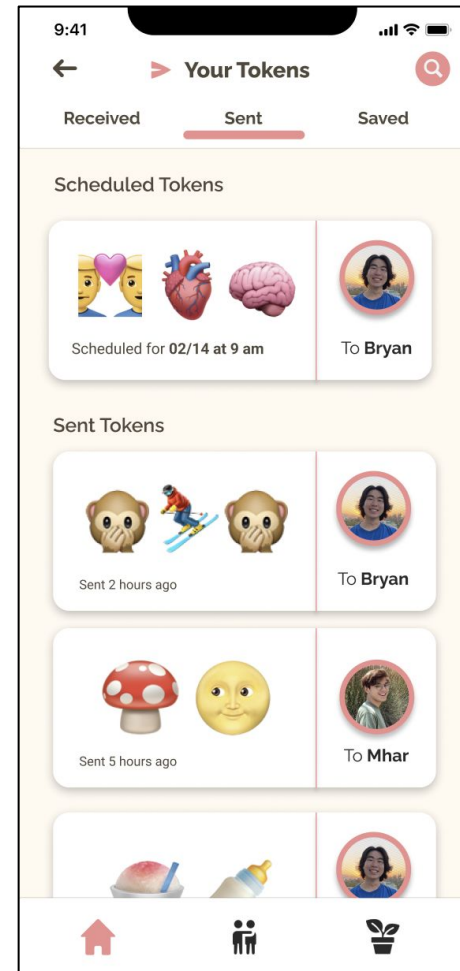 9:41
Your Tokens
Received Sent Saved
Scheduled Tokens
Scheduled for 02/14 at 9 am
To Bryan
Sent Tokens
Sent 2 hours ago
To Bryan
Sent 5 hours ago
To Mhar